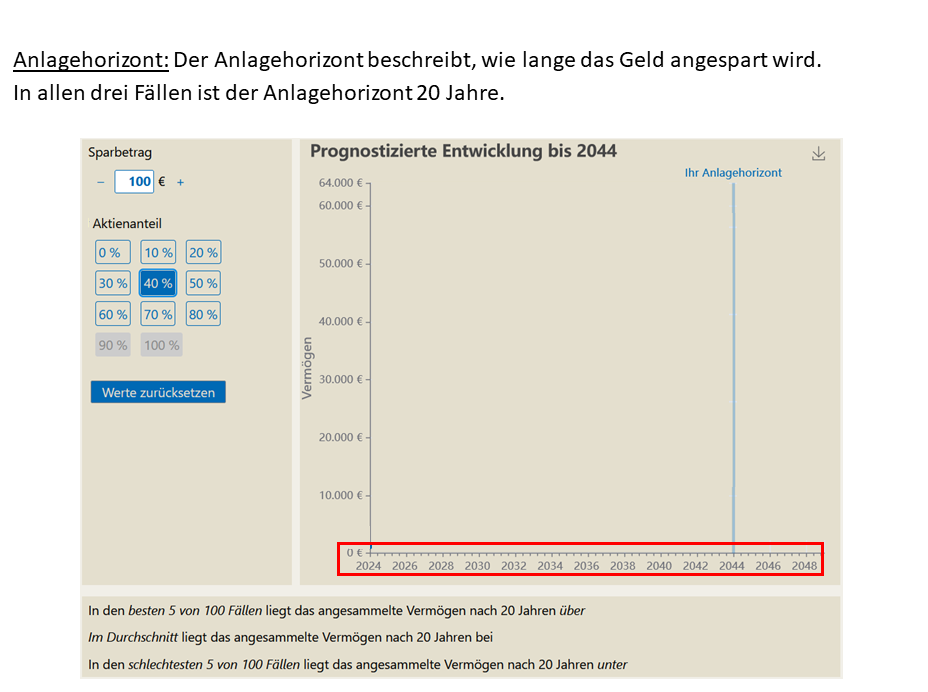 Anlagehorizont: Der Anlagehorizont beschreibt, wie lange das Geld angespart wird.
In allen drei Fällen ist der Anlagehorizont 20 Jahre.
Sparbetrag
− 100 € +
Aktienanteil
0 % 10 % 20 %
30 % 40 % 50 %
60 % 70 % 80 %
90 % 100 %
Werte zurücksetzen
Prognostizierte Entwicklung bis 2044
Ihr Anlagehorizont
Vermögen
64.000 €
60.000 €
50.000 €
40.000 €
30.000 €
20.000 €
10.000 €
0 €
2024 2026 2028 2030 2032 2034 2036 2038 2040 2042 2044 2046 2048
In den besten 5 von 100 Fällen liegt das angesammelte Vermögen nach 20 Jahren über
Im Durchschnitt liegt das angesammelte Vermögen nach 20 Jahren bei
In den schlechtesten 5 von 100 Fällen liegt das angesammelte Vermögen nach 20 Jahren unter